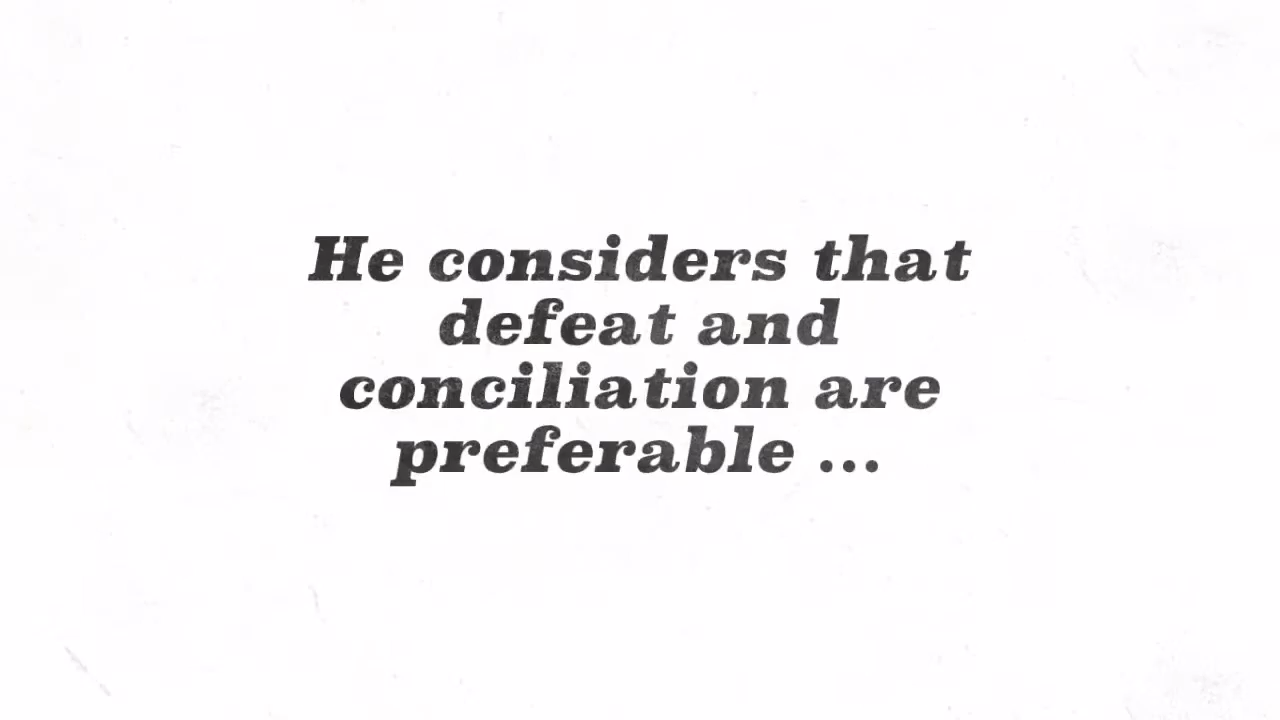 He considers that
defeat and
conciliation are
preferable ...